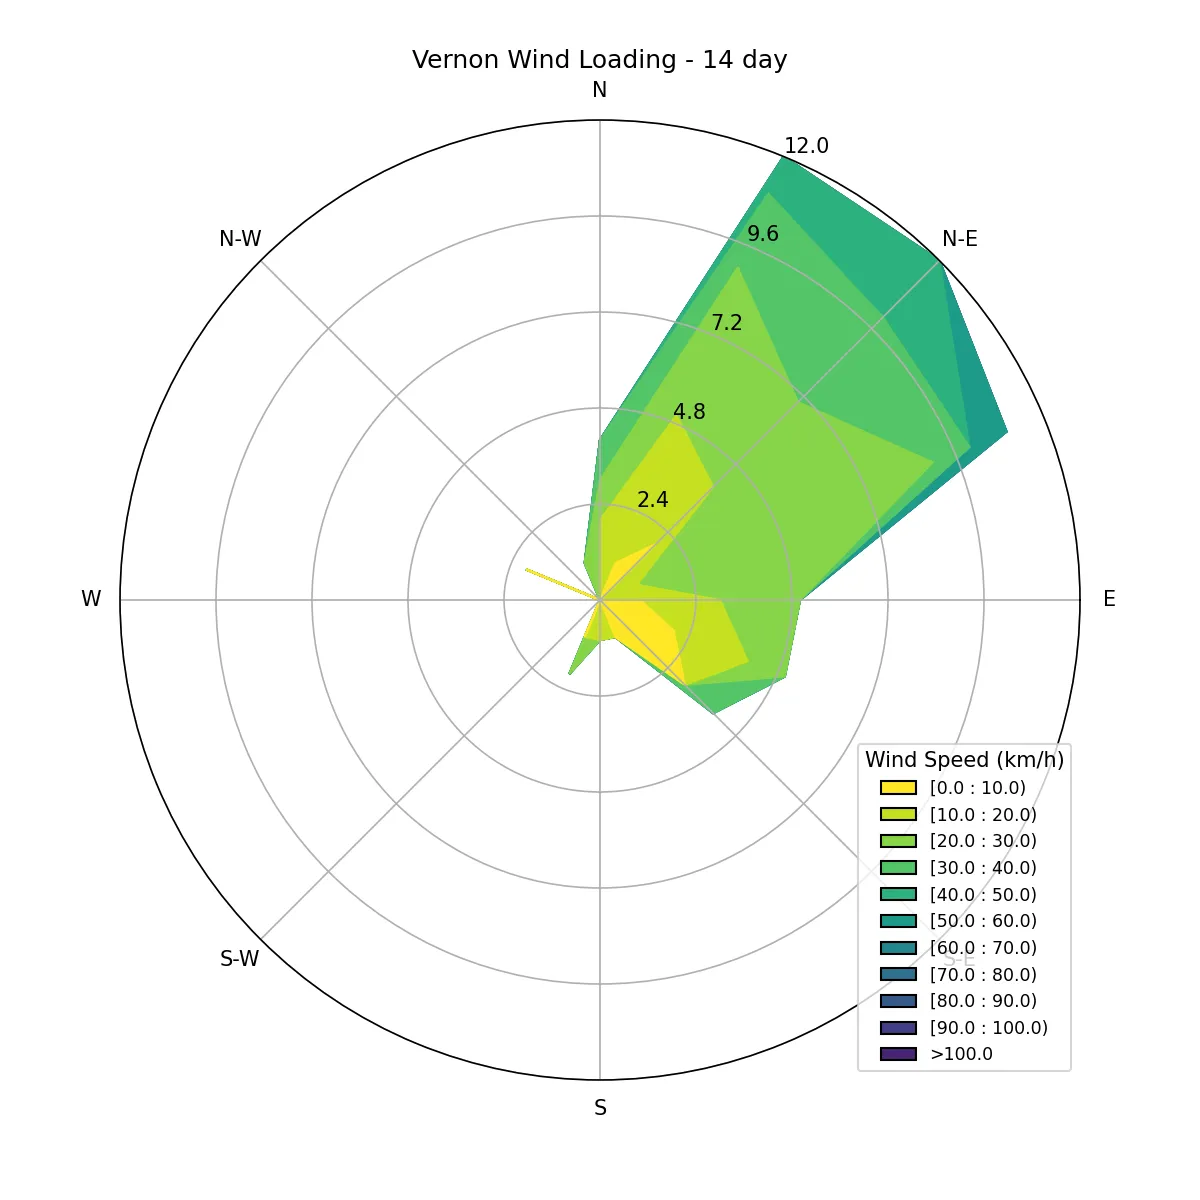 Vernon Wind Loading - 14 day
N
12.0
N-W
9.6
N-E
7.2
4.8
2.4
W
E
Wind Speed (km/h)
[0.0 : 10.0)
[10.0 : 20.0)
[20.0 : 30.0)
[30.0 : 40.0)
[40.0 : 50.0)
[50.0 : 60.0)
[60.0 : 70.0)
[70.0 : 80.0)
[80.0 : 90.0)
[90.0 : 100.0)
>100.0
S-W
S-E
S